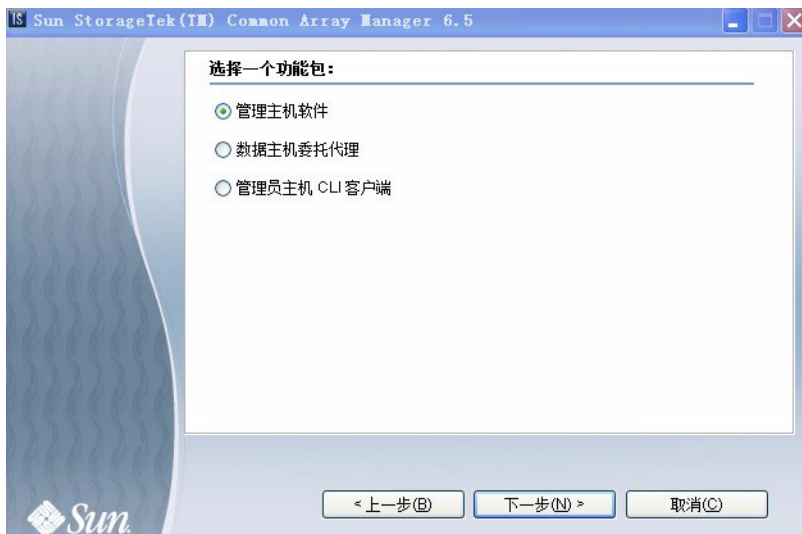 Sun StorageTek(TM) Common Array Manager 6.5
选择一个功能包：
管理主机软件
数据主机委托代理
管理员主机 CLI 客户端
< 上一步(B)
下一步(N) >
取消(C)
Sun